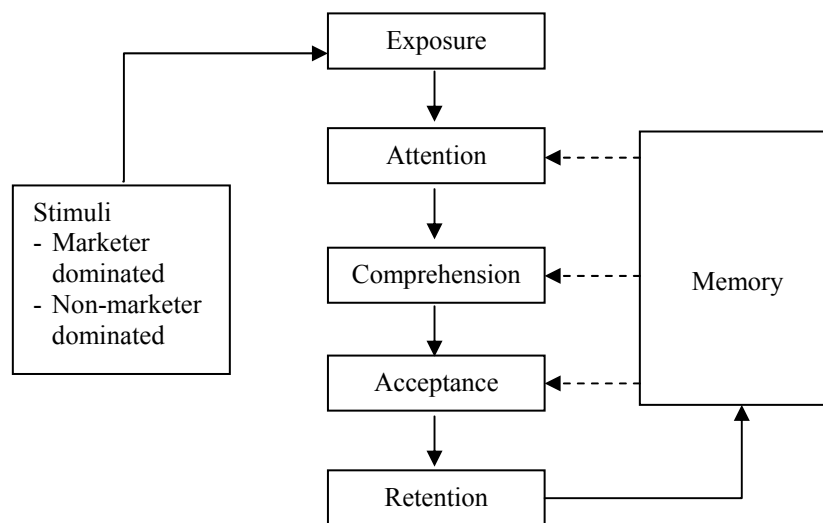 Exposure
Attention
Stimuli
- Marketer
dominated
- Non-marketer
dominated
Comprehension
Memory
Acceptance
Retention